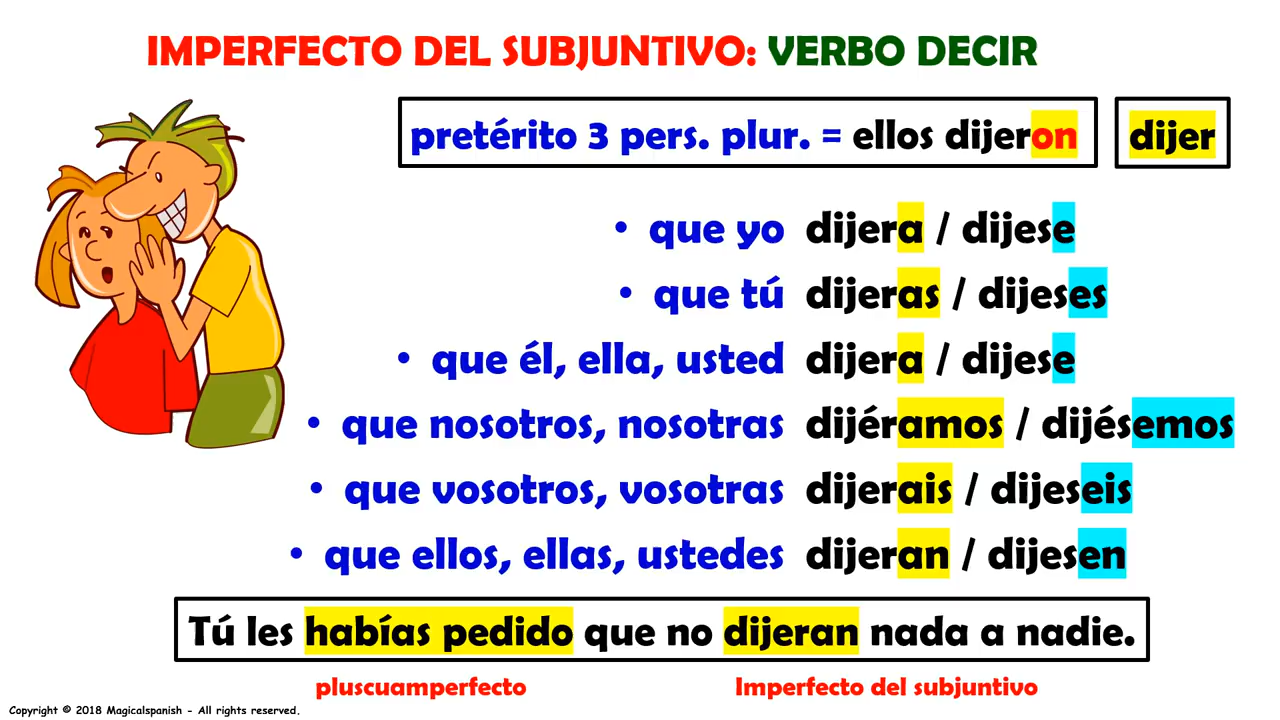 IMPERFECTO DEL SUBJUNTIVO: VERBO DECIR
pretérito 3 pers. plur. = ellos dijeron
dijer
• que yo dijera / dijese
• que tú dijeras / dijeses
• que él, ella, usted dijera / dijese
• que nosotros, nosotras dijéramos / dijésemos
• que vosotros, vosotras dijerais / dijeseis
• que ellos, ellas, ustedes dijeran / dijesen
Tú les habías pedido que no dijeran nada a nadie.
pluscuamperfecto
Imperfecto del subjuntivo
Copyright © 2018 Magicalspanish - All rights reserved.